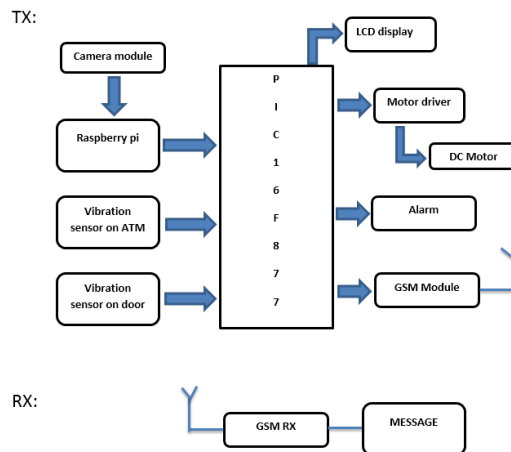 TX:
LCD display
Camera module
P
I
C
1
6
F
8
7
7
Motor driver
Raspberry pi
DC Motor
Vibration
sensor on ATM
Alarm
Vibration
sensor on door
GSM Module
RX:
GSM RX
MESSAGE